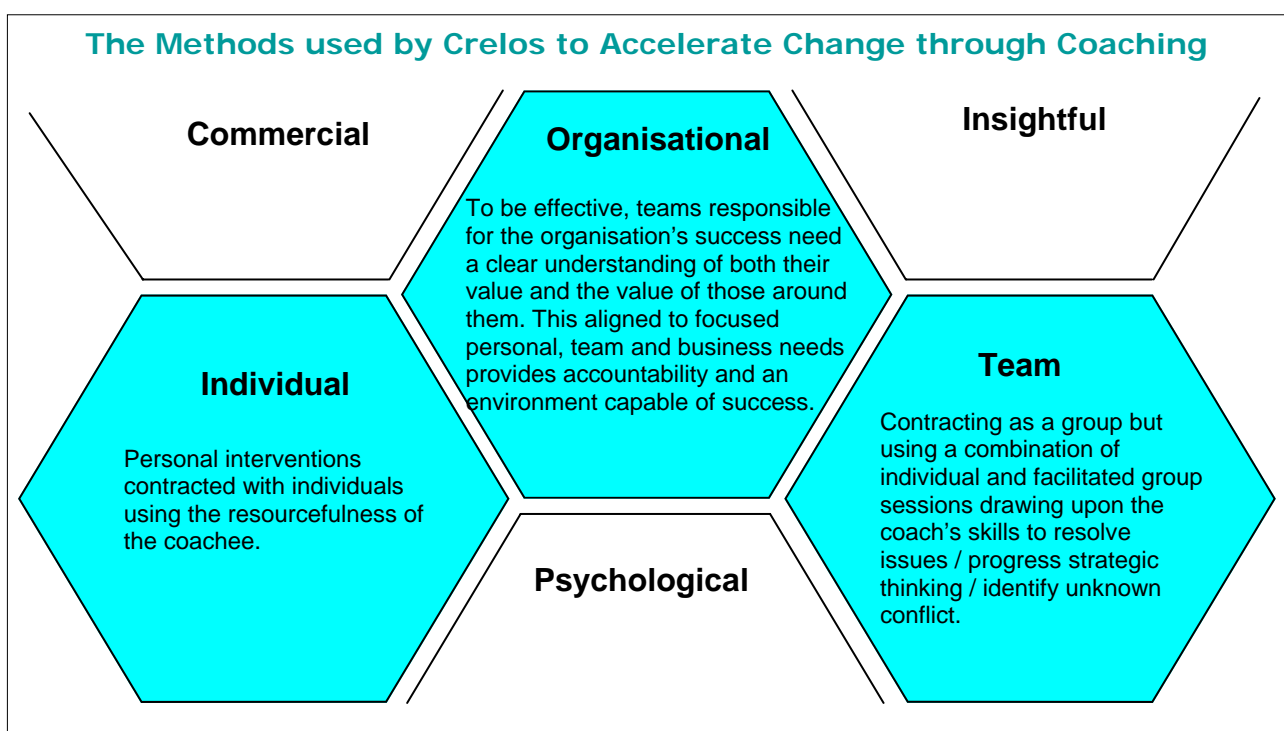 The Methods used by Crelos to Accelerate Change through Coaching
Commercial
Organisational
To be effective, teams responsible
for the organisation’s success need
a clear understanding of both their
value and the value of those around
them. This aligned to focused
personal, team and business needs
provides accountability and an
environment capable of success.
Insightful
Individual
Personal interventions
contracted with individuals
using the resourcefulness of
the coachee.
Psychological
Team
Contracting as a group but
using a combination of
individual and facilitated group
sessions drawing upon the
coach’s skills to resolve
issues / progress strategic
thinking / identify unknown
conflict.